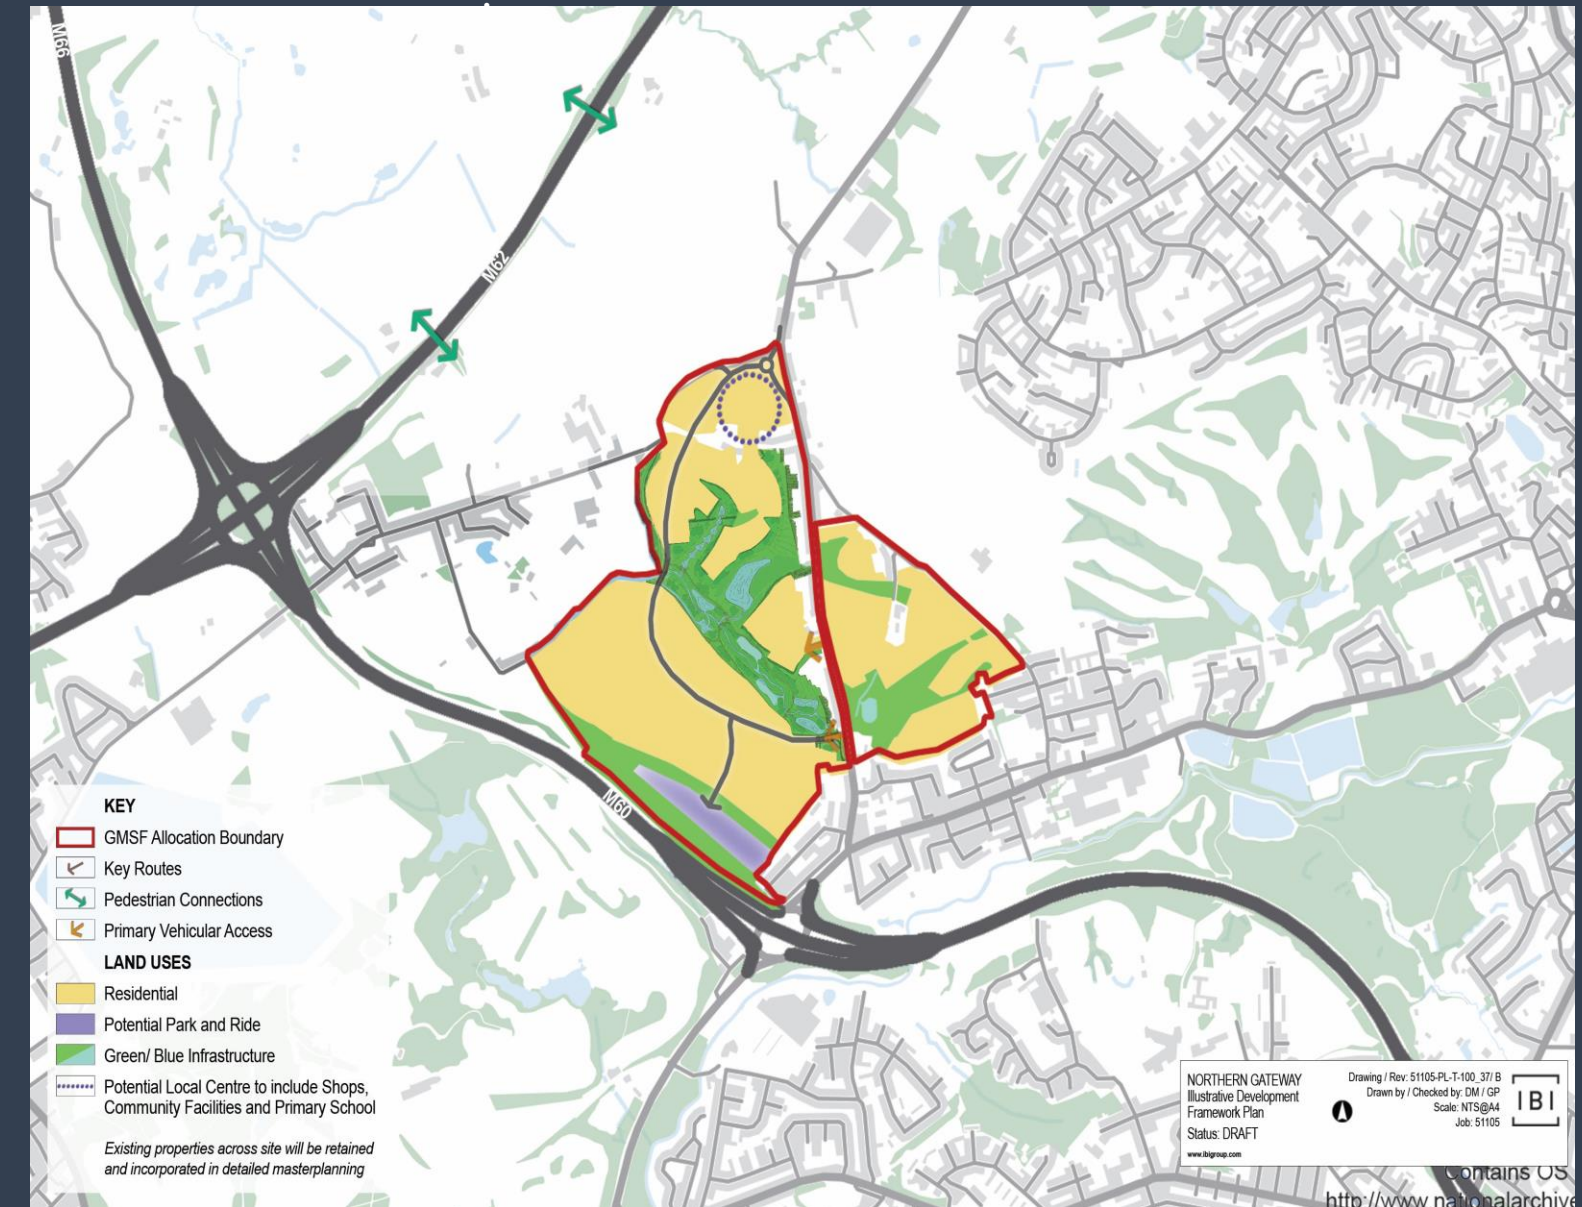 M66
M62
M60
KEY
GMSF Allocation Boundary
Key Routes
Pedestrian Connections
Primary Vehicular Access
LAND USES
Residential
Potential Park and Ride
Green/ Blue Infrastructure
Potential Local Centre to include Shops,
Community Facilities and Primary School
Existing properties across site will be retained
and incorporated in detailed masterplanning
NORTHERN GATEWAY
Illustrative Development
Framework Plan
Status: DRAFT
www.ibigroup.com
Drawing / Rev: 51105-PL-T-100_37/ B
Drawn by / Checked by: DM / GP
Scale: NTS@A4
Job: 51105
IBI
Contains OS
http://www.nationalarchive